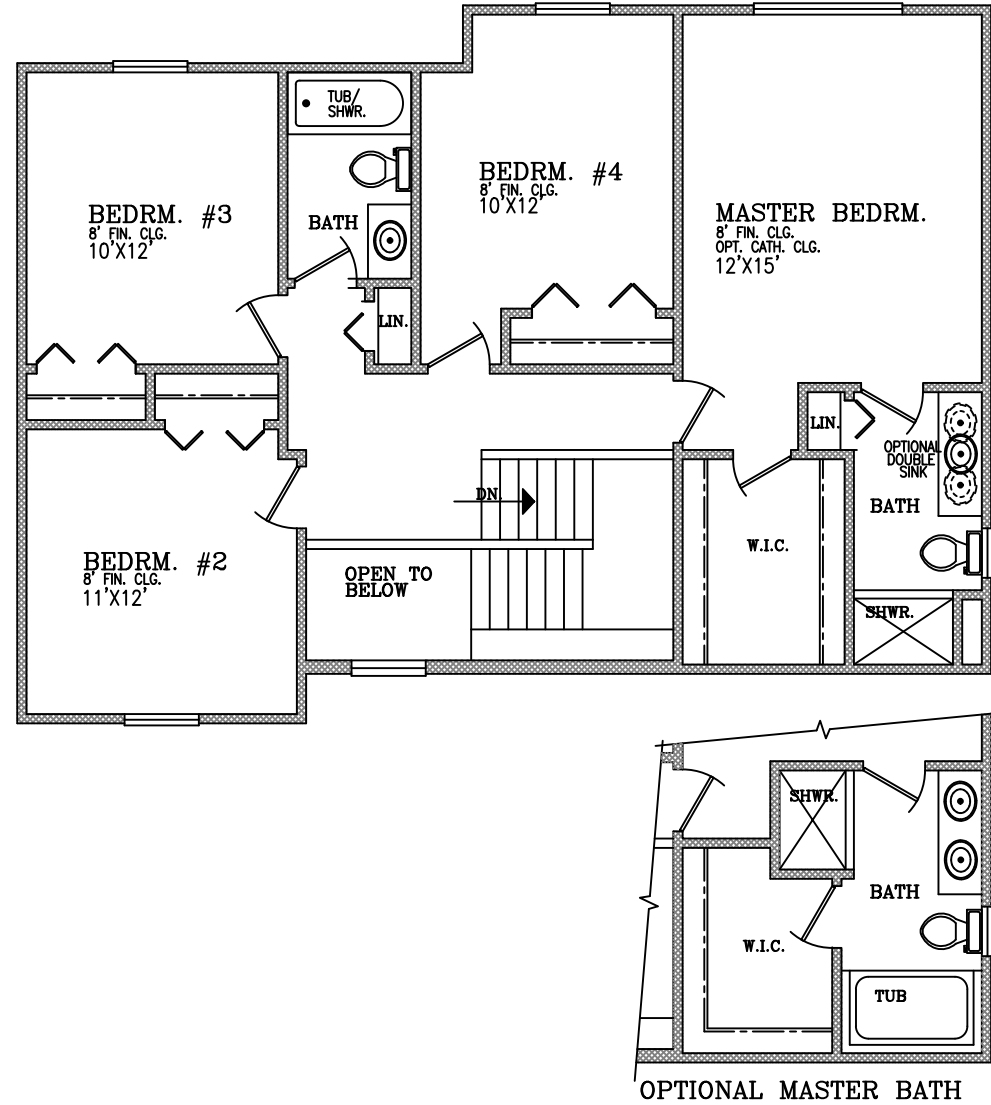 TUB/
SHWR.
BEDRM. #4
8' FIN. CLG.
10'X12'
BEDRM. #3
8' FIN. CLG.
10'X12'
BATH
MASTER BEDRM.
8' FIN. CLG.
OPT. CATH. CLG.
12'X15'
LIN.
LIN.
OPTIONAL
DOUBLE
SINK
BATH
DN.
W.I.C.
BEDRM. #2
8' FIN. CLG.
11'X12'
OPEN TO
BELOW
SHWR.
SHWR.
BATH
W.I.C.
TUB
OPTIONAL MASTER BATH